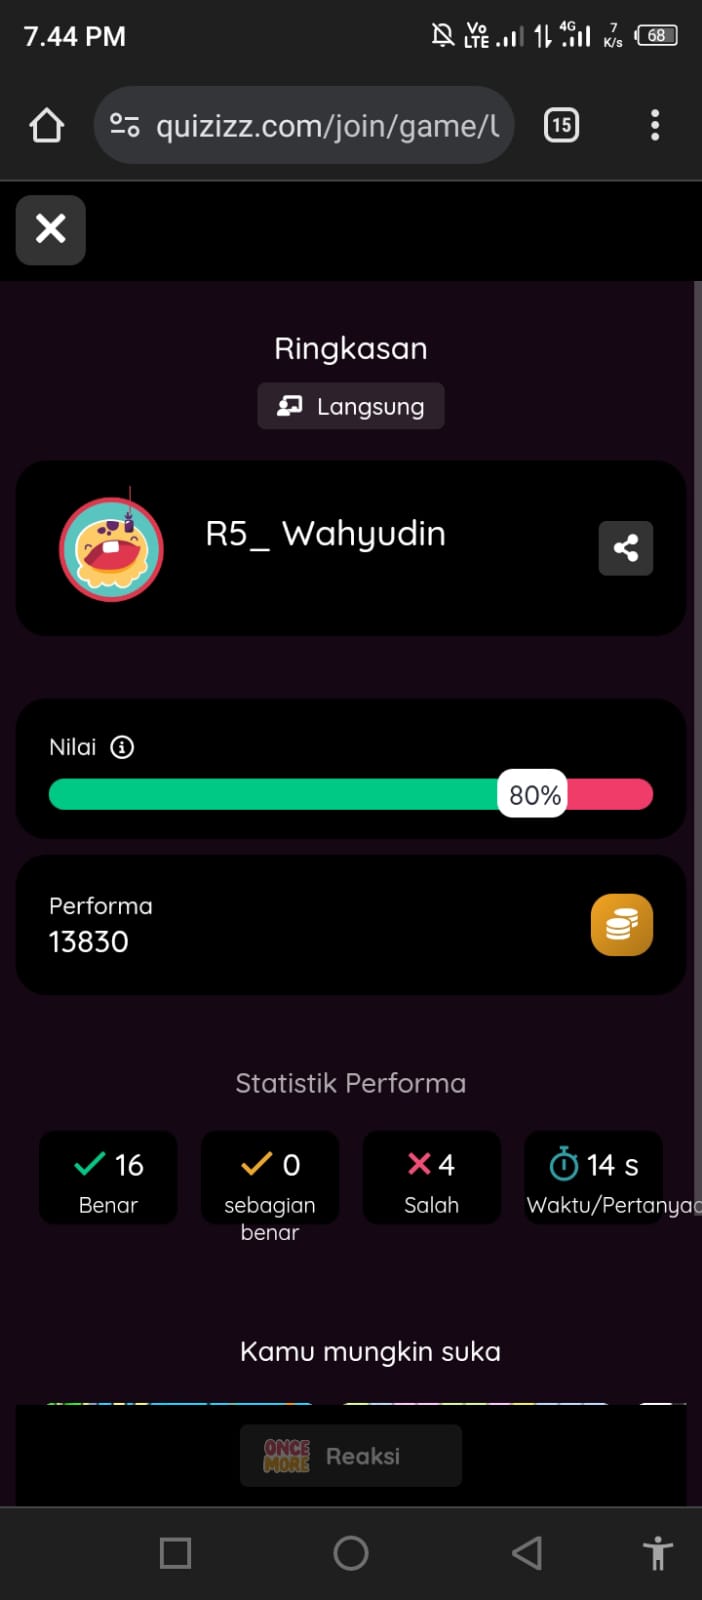 7.44 PM
Vo LTE 4G 7 K/s 68
quizizz.com/join/game/U
15
Ringkasan
Langsung
R5_ Wahyudin
Nilai
80%
Performa
13830
Statistik Performa
16
Benar
0
sebagian
benar
4
Salah
14 s
Waktu/Pertanyaa
Kamu mungkin suka
ONCE
MORE
Reaksi